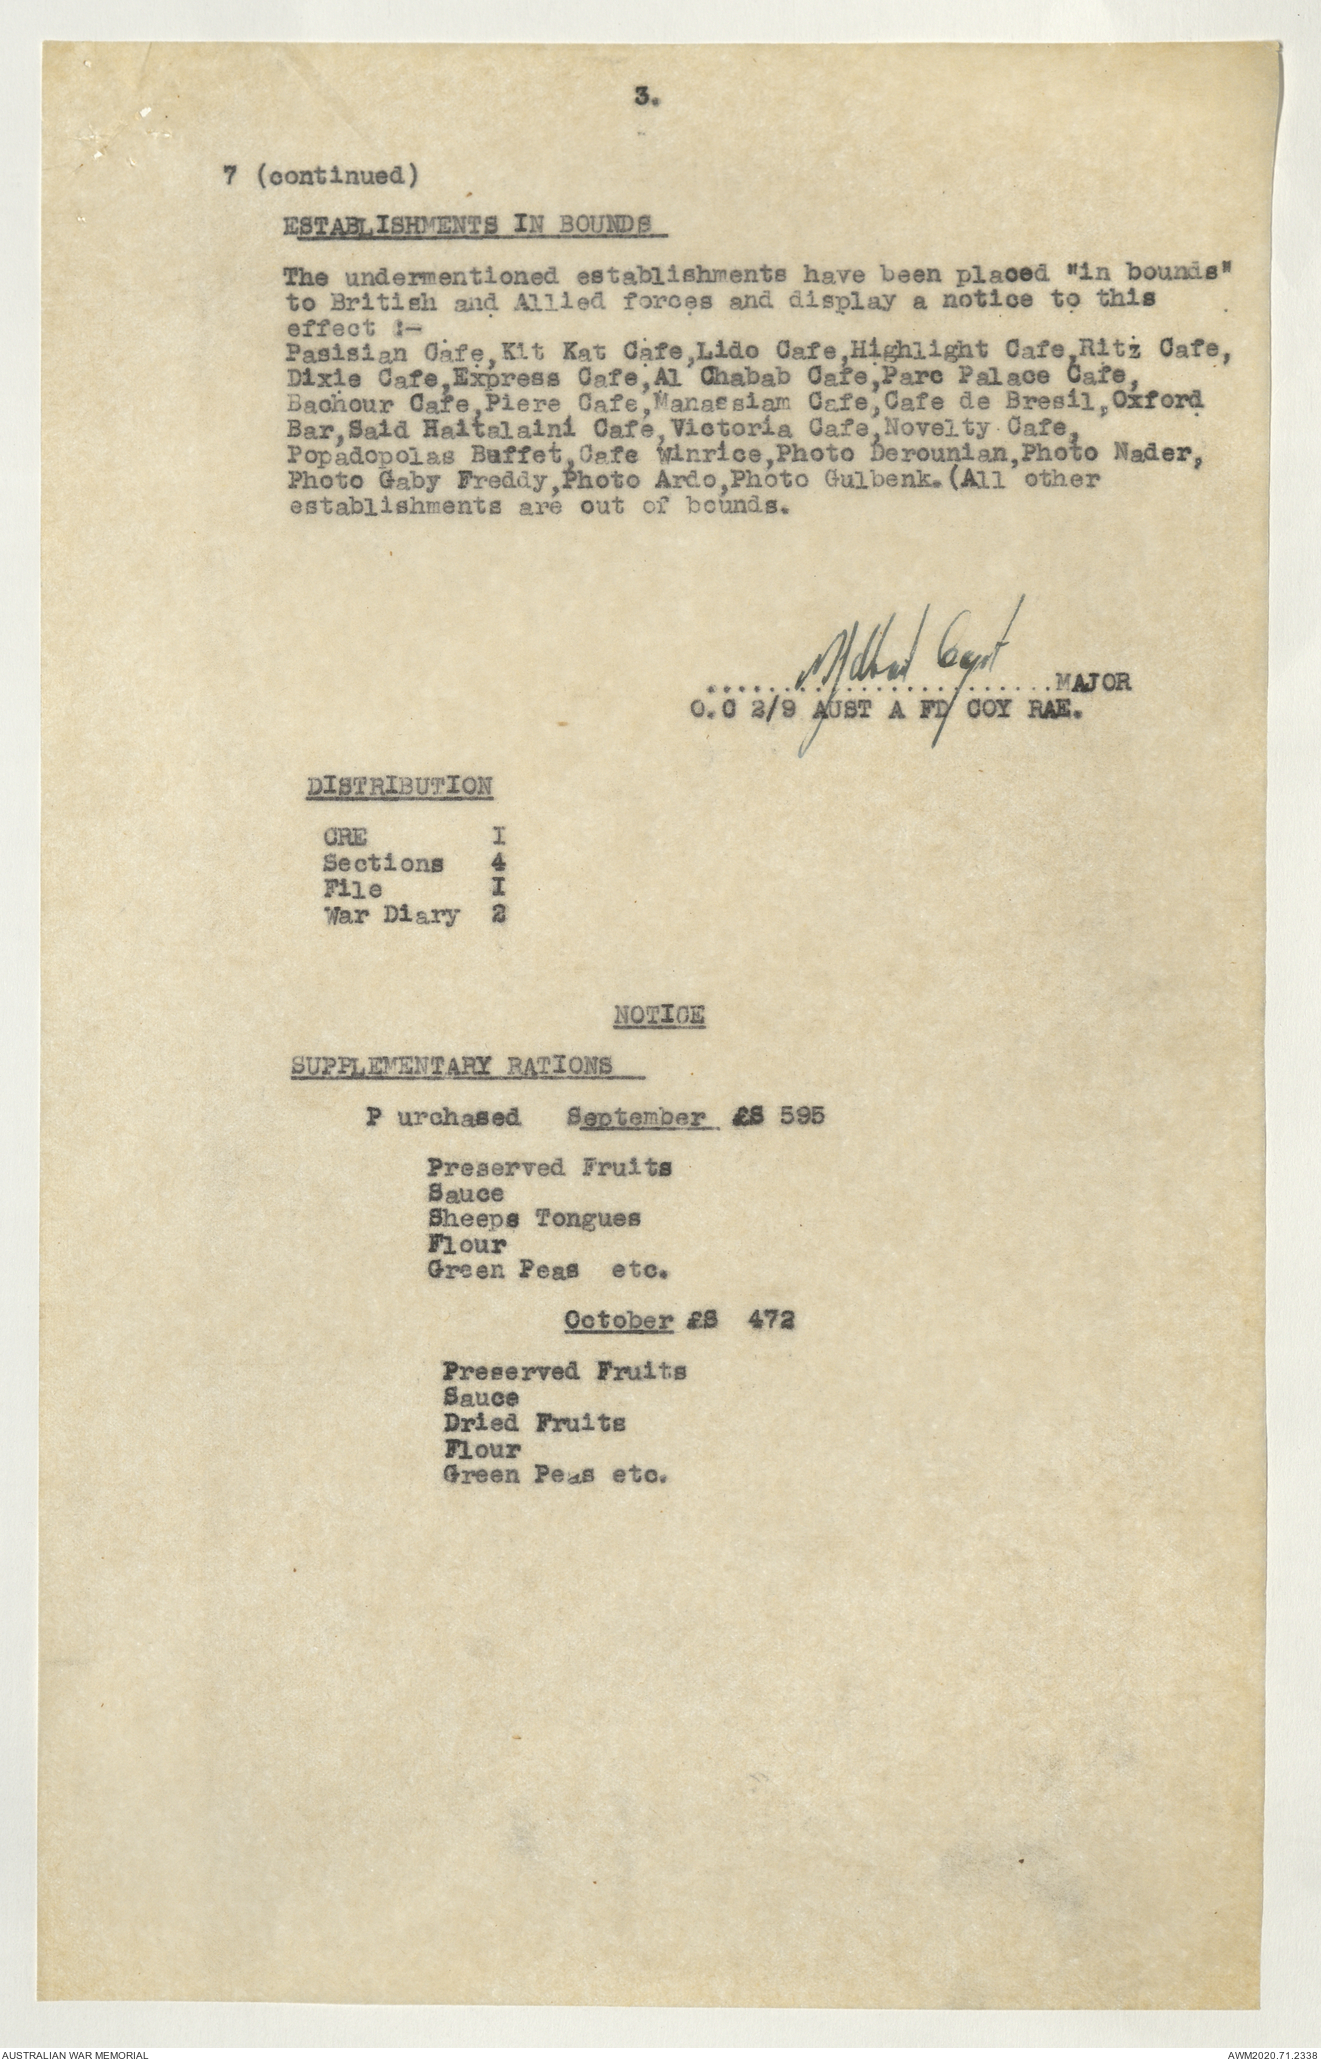 3.
7 (continued)
ESTABLISHMENTS IN BOUNDS
The undermentioned establishments have been placed "in bounds"
to British and Allied forces and display a notice to this
effect :-
Pasisian Cafe,Kit Kat Cafe,Lido Cafe,Highlight Cafe,Ritz Cafe,
Dixie Cafe,Express Cafe,Al Chabab Cafe,Parc Palace Cafe,
Bachour Cafe,Piere Cafe,Manassiam Cafe,Cafe de Bresil,Oxford
Bar,Said Haitalaini Cafe,Victoria Cafe,Novelty Cafe,
Popadopolas Buffet,Cafe Winrice,Photo Derounian,Photo Nader,
Photo Gaby Freddy,Photo Ardo,Photo Gulbenk.(All other
establishments are out of bounds.
Capt
........................MAJOR
O.C 2/9 AUST A FD COY RAE.
DISTRIBUTION
CRE I
Sections 4
File I
War Diary 2
NOTICE
SUPPLEMENTARY RATIONS
P urchased September £S 595
Preserved Fruits
Sauce
Sheeps Tongues
Flour
Green Peas etc.
October £S 472
Preserved Fruits
Sauce
Dried Fruits
Flour
Green Peas etc.
AUSTRALIAN WAR MEMORIAL
AWM2020.71.2338